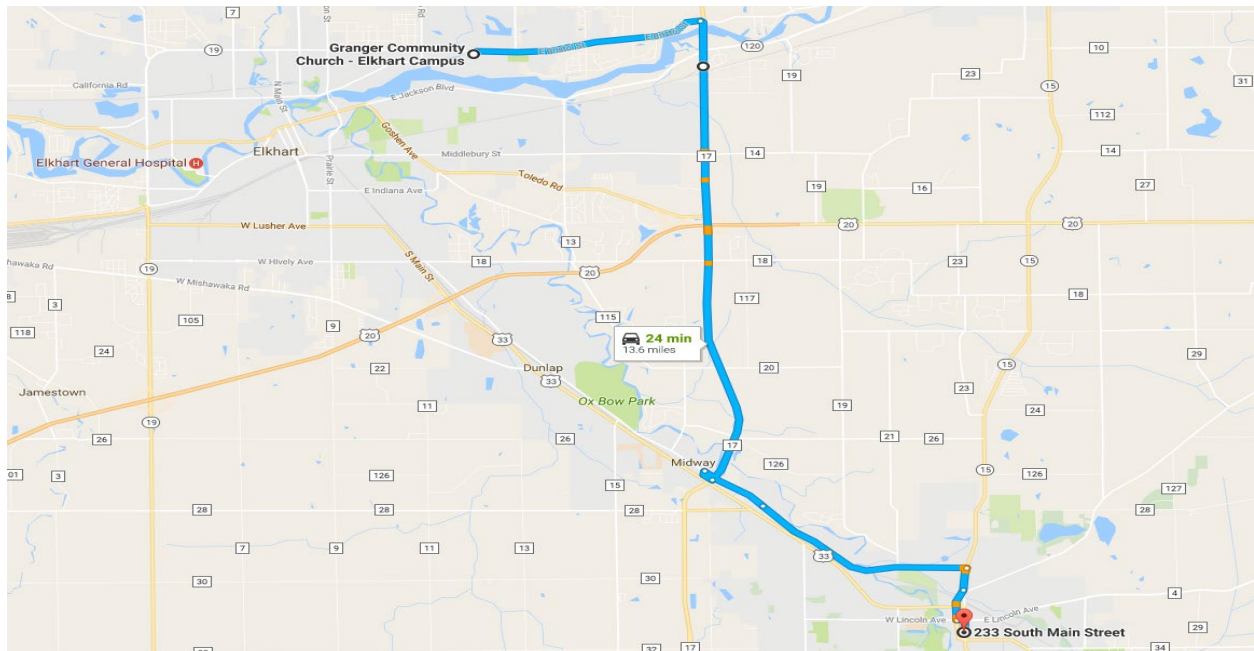 7
Rd
19
Granger Community
Church - Elkhart Campus
120
10
California Rd
N Main St
E Jackson Blvd
19
23
31
15
112
Goshen Ave
Elkhart General Hospital
H
Elkhart
Middlebury St
17
14
14
Prairie St
E Indiana Ave
Toledo Rd
19
16
27
W Lusher Ave
20
20
13
S Main St
W Hively Ave
18
20
18
23
15
19
W Mishawaka Rd
3
105
9
117
18
115
118
24
20
33
24 min
13.6 miles
29
Jamestown
22
Dunlap
33
20
15
23
11
Ox Bow Park
19
24
19
26
26
17
21
26
Midway
3
126
126
15
126
15
127
28
28
28
28
7
9
11
13
33
30
30
30
4
W Lincoln Ave
E Lincoln Ave
29
233 South Main Street
32
17
34